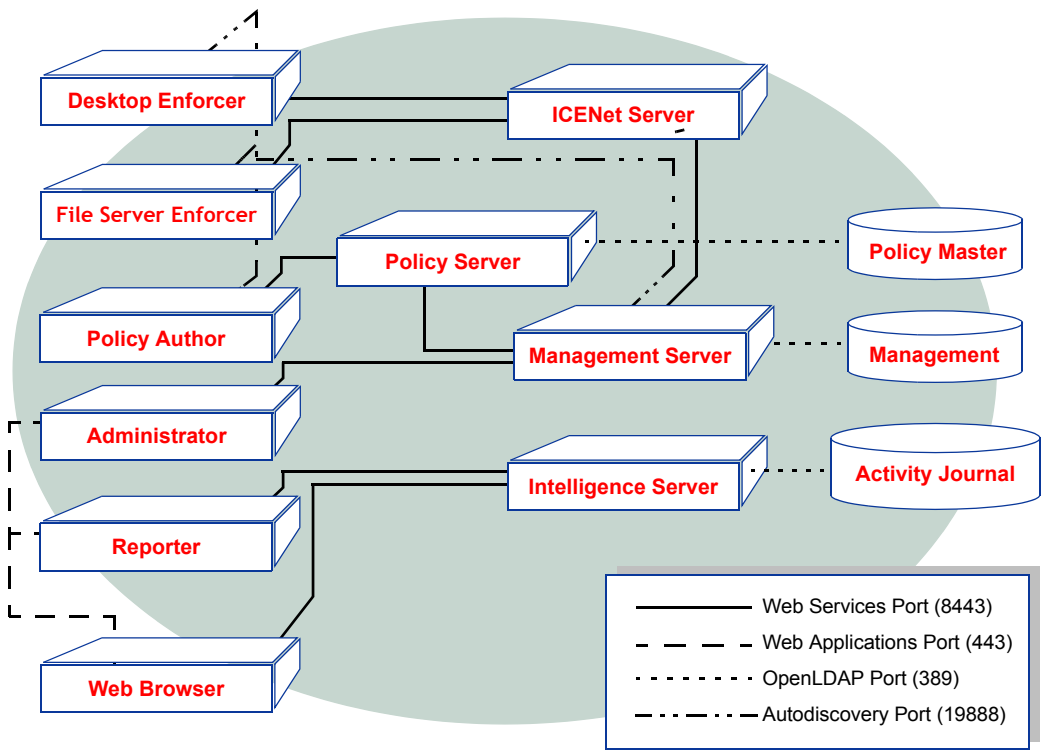 Desktop Enforcer
ICENet Server
File Server Enforcer
Policy Server
Policy Master
Policy Author
Management Server
Management
Administrator
Intelligence Server
Activity Journal
Reporter
Web Browser
Web Services Port (8443)
Web Applications Port (443)
OpenLDAP Port (389)
Autodiscovery Port (19888)